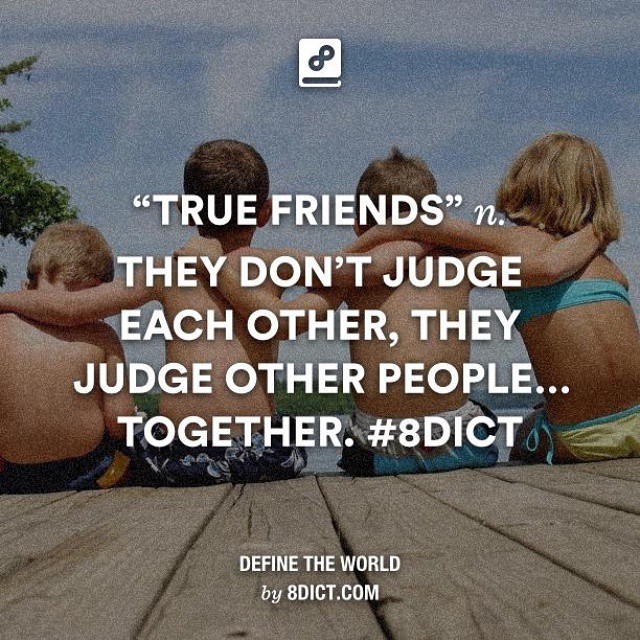 “TRUE FRIENDS” n.
THEY DON’T JUDGE
EACH OTHER, THEY
JUDGE OTHER PEOPLE...
TOGETHER. #8DICT
DEFINE THE WORLD
by 8DICT.COM